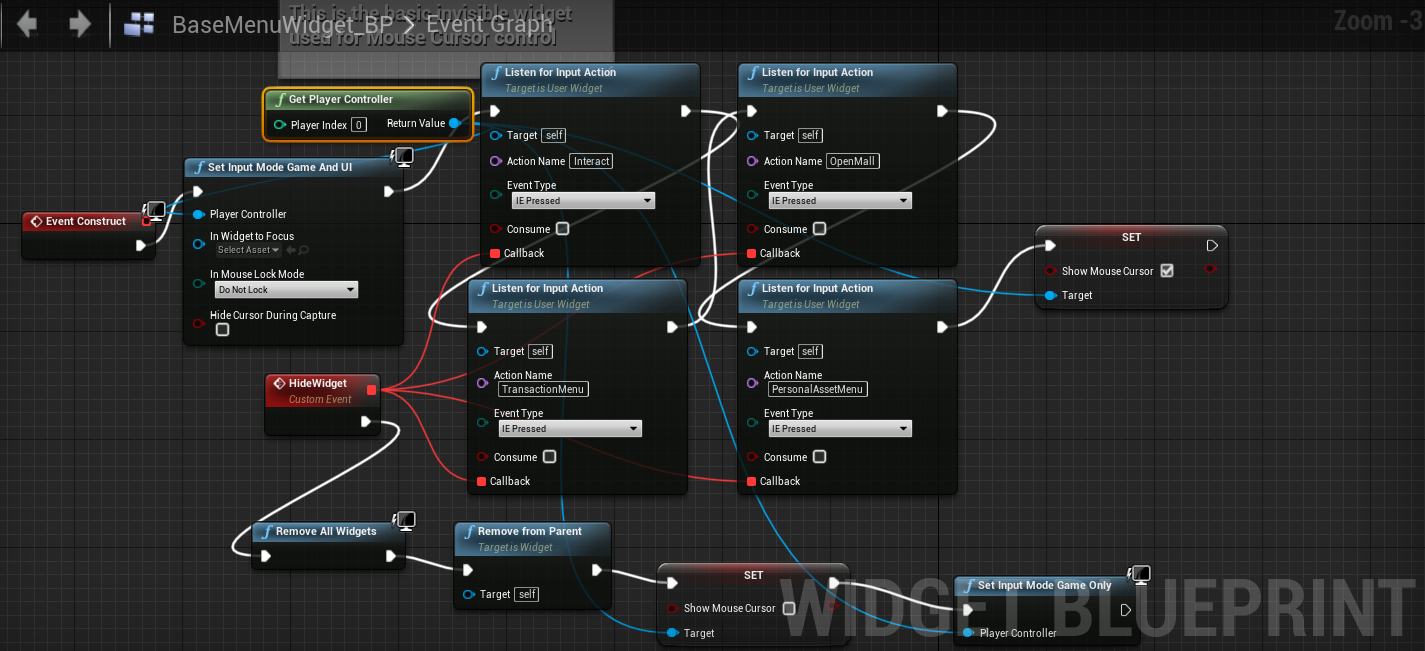 This is the basic invisible widget
used for Mouse Cursor control
BaseMenuWidget_BP > Event Graph
Zoom -3
Get Player Controller
Player Index 0 Return Value
Set Input Mode Game And UI
Player Controller
In Widget to Focus
Select Asset
In Mouse Lock Mode
Do Not Lock
Hide Cursor During Capture
Event Construct
Listen for Input Action
Target is User Widget
Target self
Action Name Interact
Event Type
IE Pressed
Consume
Callback
Listen for Input Action
Target is User Widget
Target self
Action Name OpenMall
Event Type
IE Pressed
Consume
Callback
SET
Show Mouse Cursor
Target
Listen for Input Action
Target is User Widget
Target self
Action Name
TransactionMenu
Event Type
IE Pressed
Consume
Callback
Listen for Input Action
Target is User Widget
Target self
Action Name
PersonalAssetMenu
Event Type
IE Pressed
Consume
Callback
HideWidget
Custom Event
Remove All Widgets
Remove from Parent
Target is Widget
Target self
SET
Show Mouse Cursor
Target
Set Input Mode Game Only
Player Controller
WIDGET BLUEPRINT